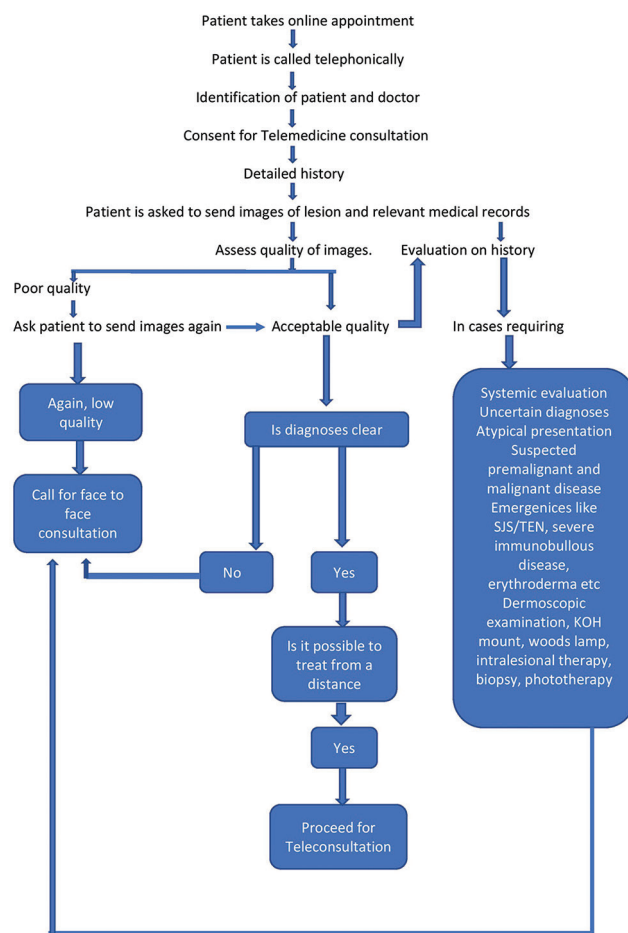 Patient takes online appointment
Patient is called telephonically
Identification of patient and doctor
Consent for Telemedicine consultation
Detailed history
Patient is asked to send images of lesion and relevant medical records
Assess quality of images.
Evaluation on history
Poor quality
Ask patient to send images again
Acceptable quality
In cases requiring
Again, low
quality
Call for face to
face
consultation
Is diagnoses clear
No
Yes
Is it possible to
treat from a
distance
Yes
Proceed for
Teleconsultation
Systemic evaluation
Uncertain diagnoses
Atypical presentation
Suspected
premalignant and
malignant disease
Emergenices like
SJS/TEN, severe
immunobullous
disease,
erythroderma etc
Dermoscopic
examination, KOH
mount, woods lamp,
intralesional therapy,
biopsy, phototherapy